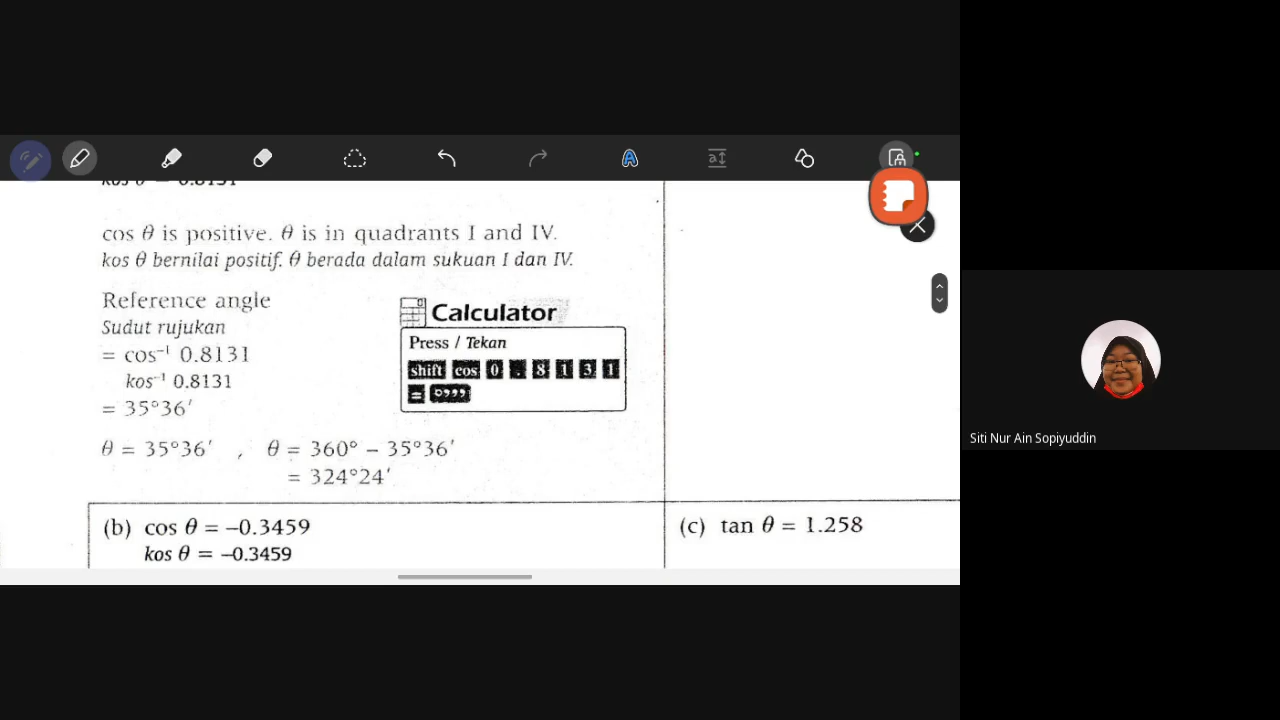 kos θ = 0.8131
cos θ is positive. θ is in quadrants I and IV.
kos θ bernilai positif. θ berada dalam sukuan I dan IV.
Reference angle
Sudut rujukan
= cos⁻¹ 0.8131
kos⁻¹ 0.8131
= 35°36′
Calculator
Press / Tekan
shift cos 0 . 8 1 3 1
= °,,,
θ = 35°36′ , θ = 360° – 35°36′
= 324°24′
(b) cos θ = –0.3459
kos θ = –0.3459
(c) tan θ = 1.258
Siti Nur Ain Sopiyuddin